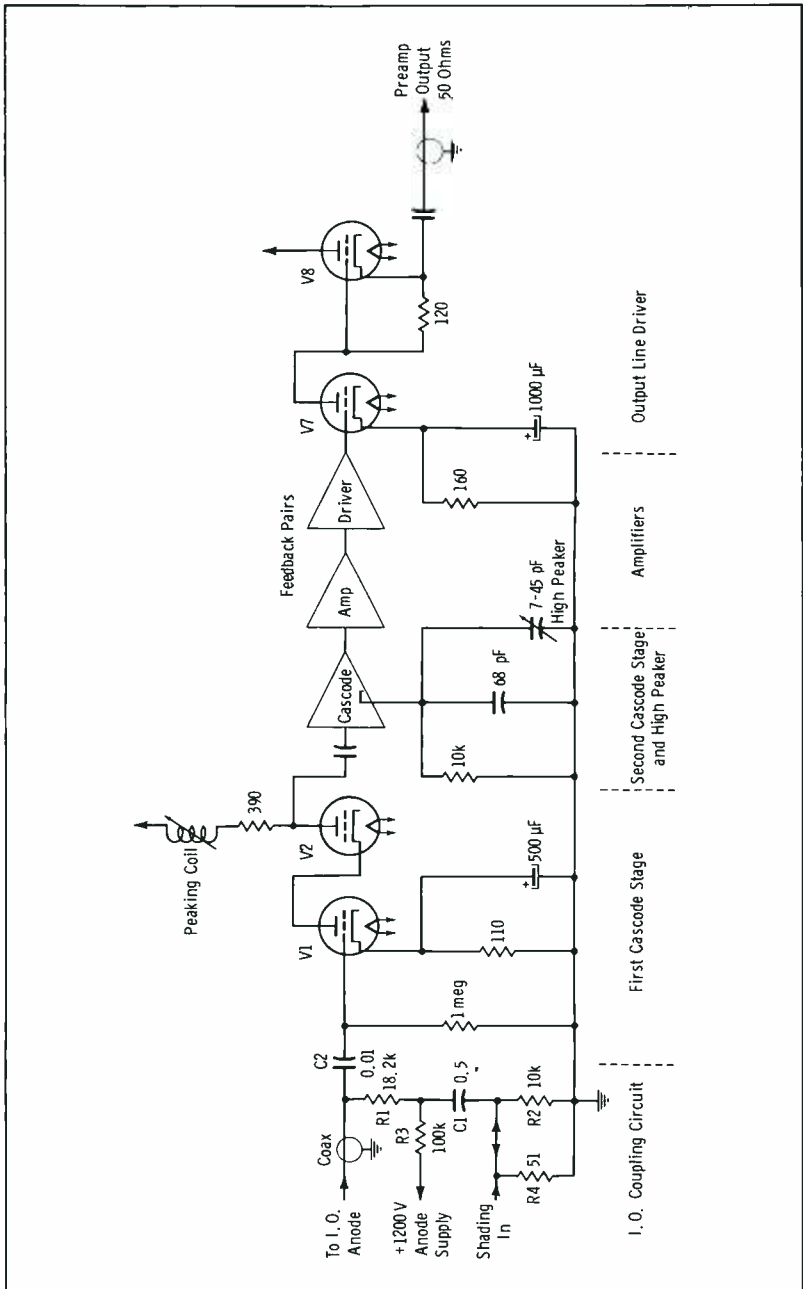 Preamp
Output
50 Ohms
V8
120
V7
Feedback Pairs
Driver
Amp
Cascode
160
1000 μF
7-45 pF
High Peaker
68 pF
10k
Peaking Coil
390
V2
V1
500 μF
110
1 meg
C2
0.01
18.2k
R1
Coax
To I. O.
Anode
R3
100k
+1200 V
Anode
Supply
C1
0.5
Shading
In
R2
10k
R4
51
I. O. Coupling Circuit
First Cascode Stage
Second Cascode Stage
and High Peaker
Amplifiers
Output Line Driver